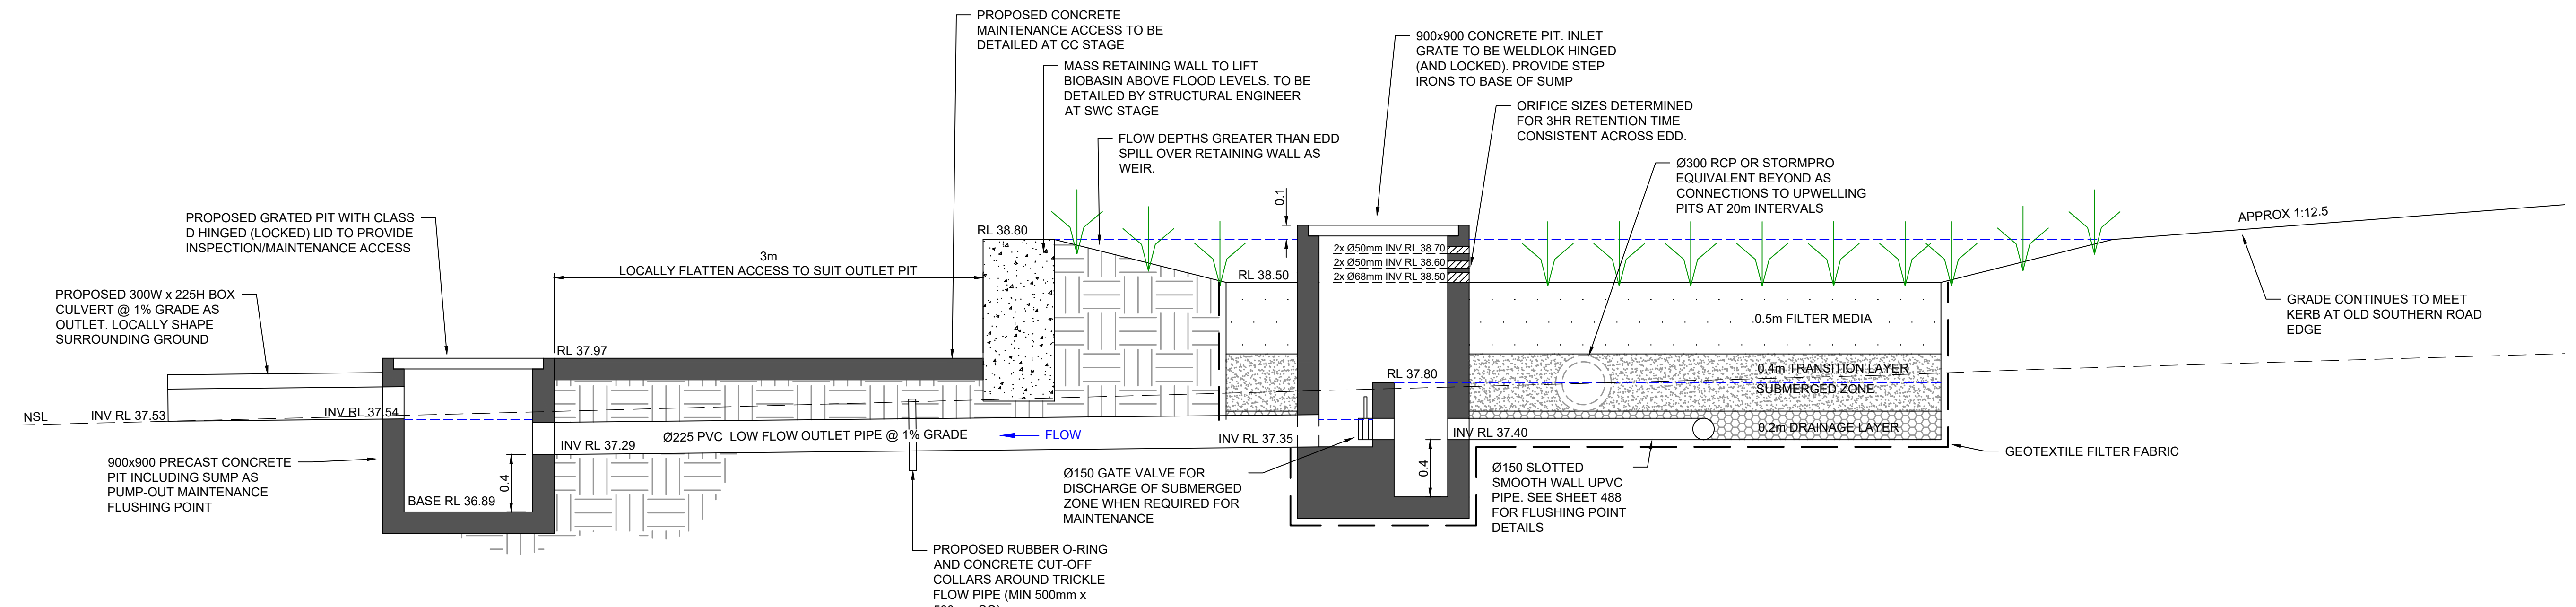 PROPOSED CONCRETE
MAINTENANCE ACCESS TO BE
DETAILED AT CC STAGE
MASS RETAINING WALL TO LIFT
BIOBASIN ABOVE FLOOD LEVELS. TO BE
DETAILED BY STRUCTURAL ENGINEER
AT SWC STAGE
FLOW DEPTHS GREATER THAN EDD
SPILL OVER RETAINING WALL AS
WEIR.
900x900 CONCRETE PIT. INLET
GRATE TO BE WELDLOK HINGED
(AND LOCKED). PROVIDE STEP
IRONS TO BASE OF SUMP
ORIFICE SIZES DETERMINED
FOR 3HR RETENTION TIME
CONSISTENT ACROSS EDD.
Ø300 RCP OR STORMPRO
EQUIVALENT BEYOND AS
CONNECTIONS TO UPWELLING
PITS AT 20m INTERVALS
APPROX 1:12.5
GRADE CONTINUES TO MEET
KERB AT OLD SOUTHERN ROAD
EDGE
PROPOSED GRATED PIT WITH CLASS
D HINGED (LOCKED) LID TO PROVIDE
INSPECTION/MAINTENANCE ACCESS
PROPOSED 300W x 225H BOX
CULVERT @ 1% GRADE AS
OUTLET. LOCALLY SHAPE
SURROUNDING GROUND
3m
LOCALLY FLATTEN ACCESS TO SUIT OUTLET PIT
RL 38.80
0.1
RL 38.50
2x Ø50mm INV RL 38.70
2x Ø50mm INV RL 38.60
2x Ø68mm INV RL 38.50
0.5m FILTER MEDIA
RL 37.97
RL 37.80
0.4m TRANSITION LAYER
SUBMERGED ZONE
NSL
INV RL 37.53
INV RL 37.54
INV RL 37.29
Ø225 PVC LOW FLOW OUTLET PIPE @ 1% GRADE
FLOW
INV RL 37.35
INV RL 37.40
0.2m DRAINAGE LAYER
GEOTEXTILE FILTER FABRIC
900x900 PRECAST CONCRETE
PIT INCLUDING SUMP AS
PUMP-OUT MAINTENANCE
FLUSHING POINT
0.4
BASE RL 36.89
Ø150 GATE VALVE FOR
DISCHARGE OF SUBMERGED
ZONE WHEN REQUIRED FOR
MAINTENANCE
0.4
Ø150 SLOTTED
SMOOTH WALL UPVC
PIPE. SEE SHEET 488
FOR FLUSHING POINT
DETAILS
PROPOSED RUBBER O-RING
AND CONCRETE CUT-OFF
COLLARS AROUND TRICKLE
FLOW PIPE (MIN 500mm x